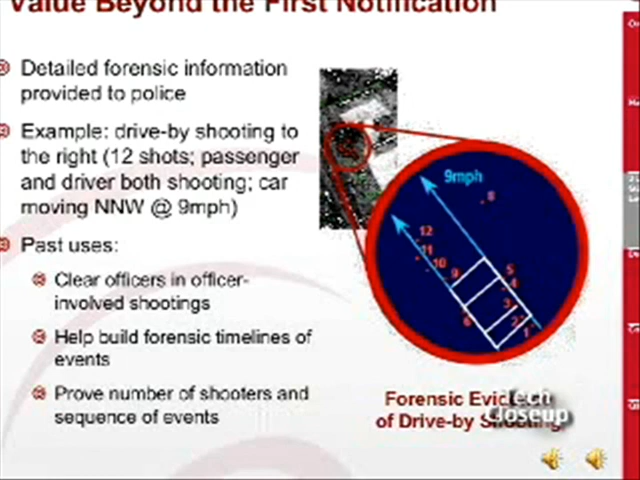 Value Beyond the First Notification
Detailed forensic information
provided to police
Example: drive-by shooting to
the right (12 shots; passenger
and driver both shooting; car
moving NNW @ 9mph)
Past uses:
Clear officers in officer-
involved shootings
Help build forensic timelines of
events
Prove number of shooters and
sequence of events
9mph
8
12
11
10
9
5
4
3
6
2
1
Forensic
of Drive-by
Tech
Closeup